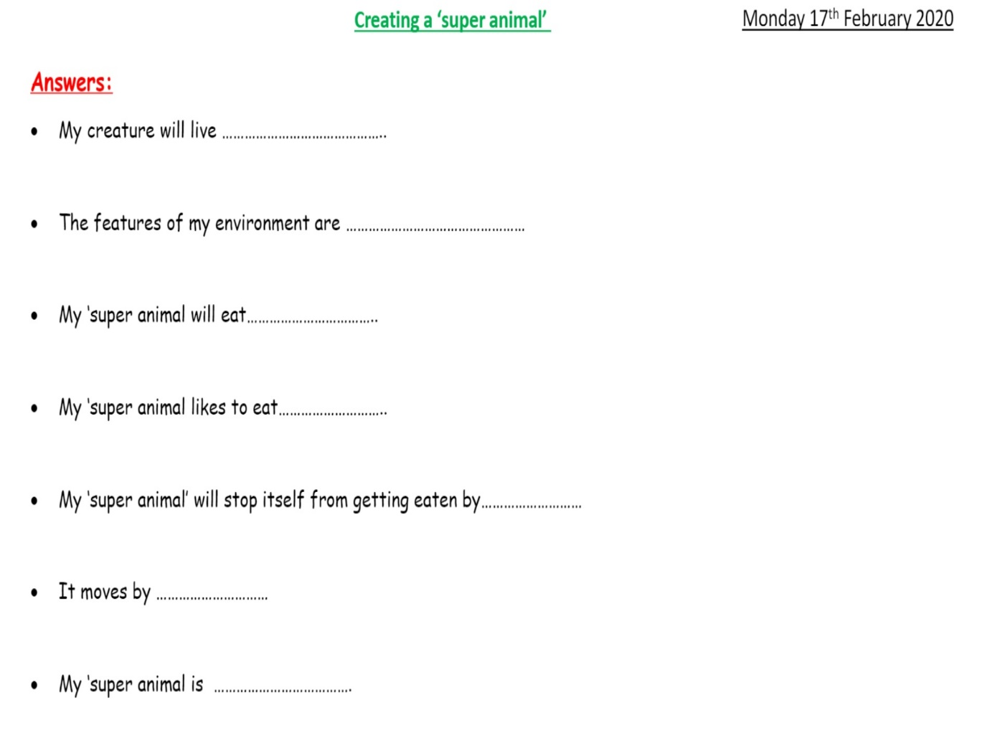 Creating a ‘super animal’
Monday 17th February 2020
Answers:
• My creature will live ……………………………………..
• The features of my environment are …………………………………………
• My ‘super animal will eat……………………………..
• My ‘super animal likes to eat………………………..
• My ‘super animal’ will stop itself from getting eaten by………………………
• It moves by …………………………
• My ‘super animal is ……………………………….